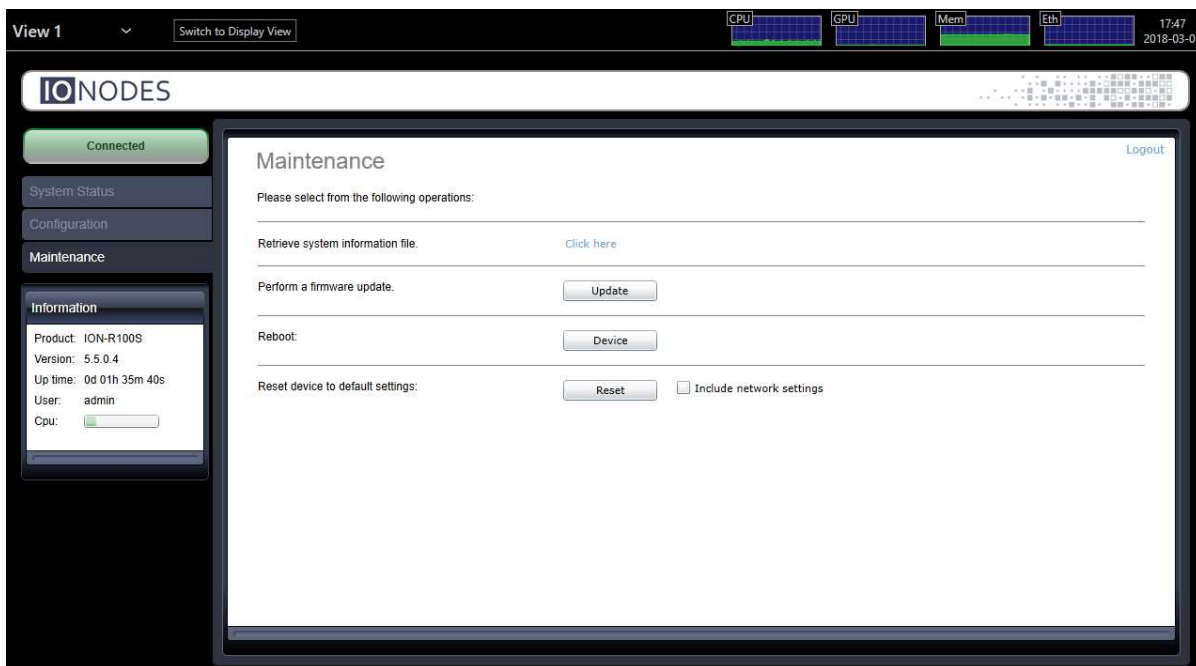 View 1
Switch to Display View
CPU
GPU
Mem
Eth
17:47
2018-03-0
IONODES
Connected
System Status
Configuration
Maintenance
Information
Product: ION-R100S
Version: 5.5.0.4
Up time: 0d 01h 35m 40s
User: admin
Cpu:
Logout
Maintenance
Please select from the following operations:
Retrieve system information file. Click here
Perform a firmware update. Update
Reboot: Device
Reset device to default settings: Reset Include network settings